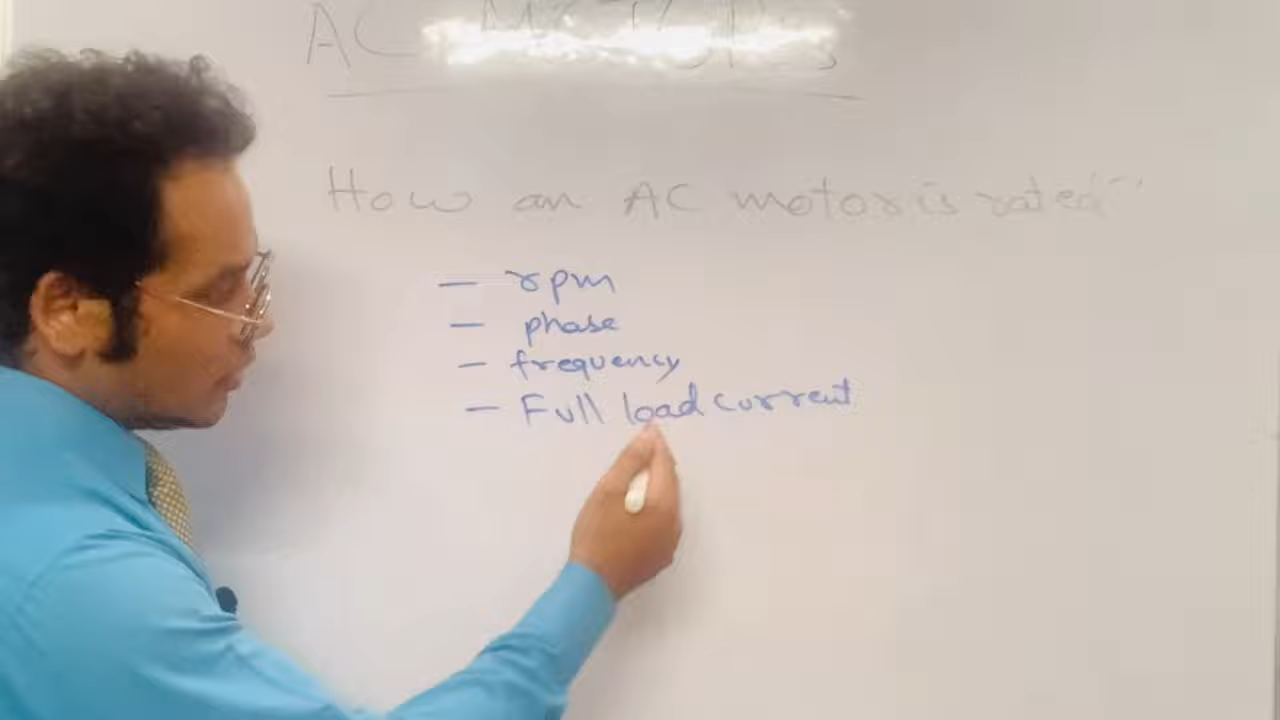 AC MOTORs
How an AC motor is rated
— rpm
— phase
— frequency
— Full load current